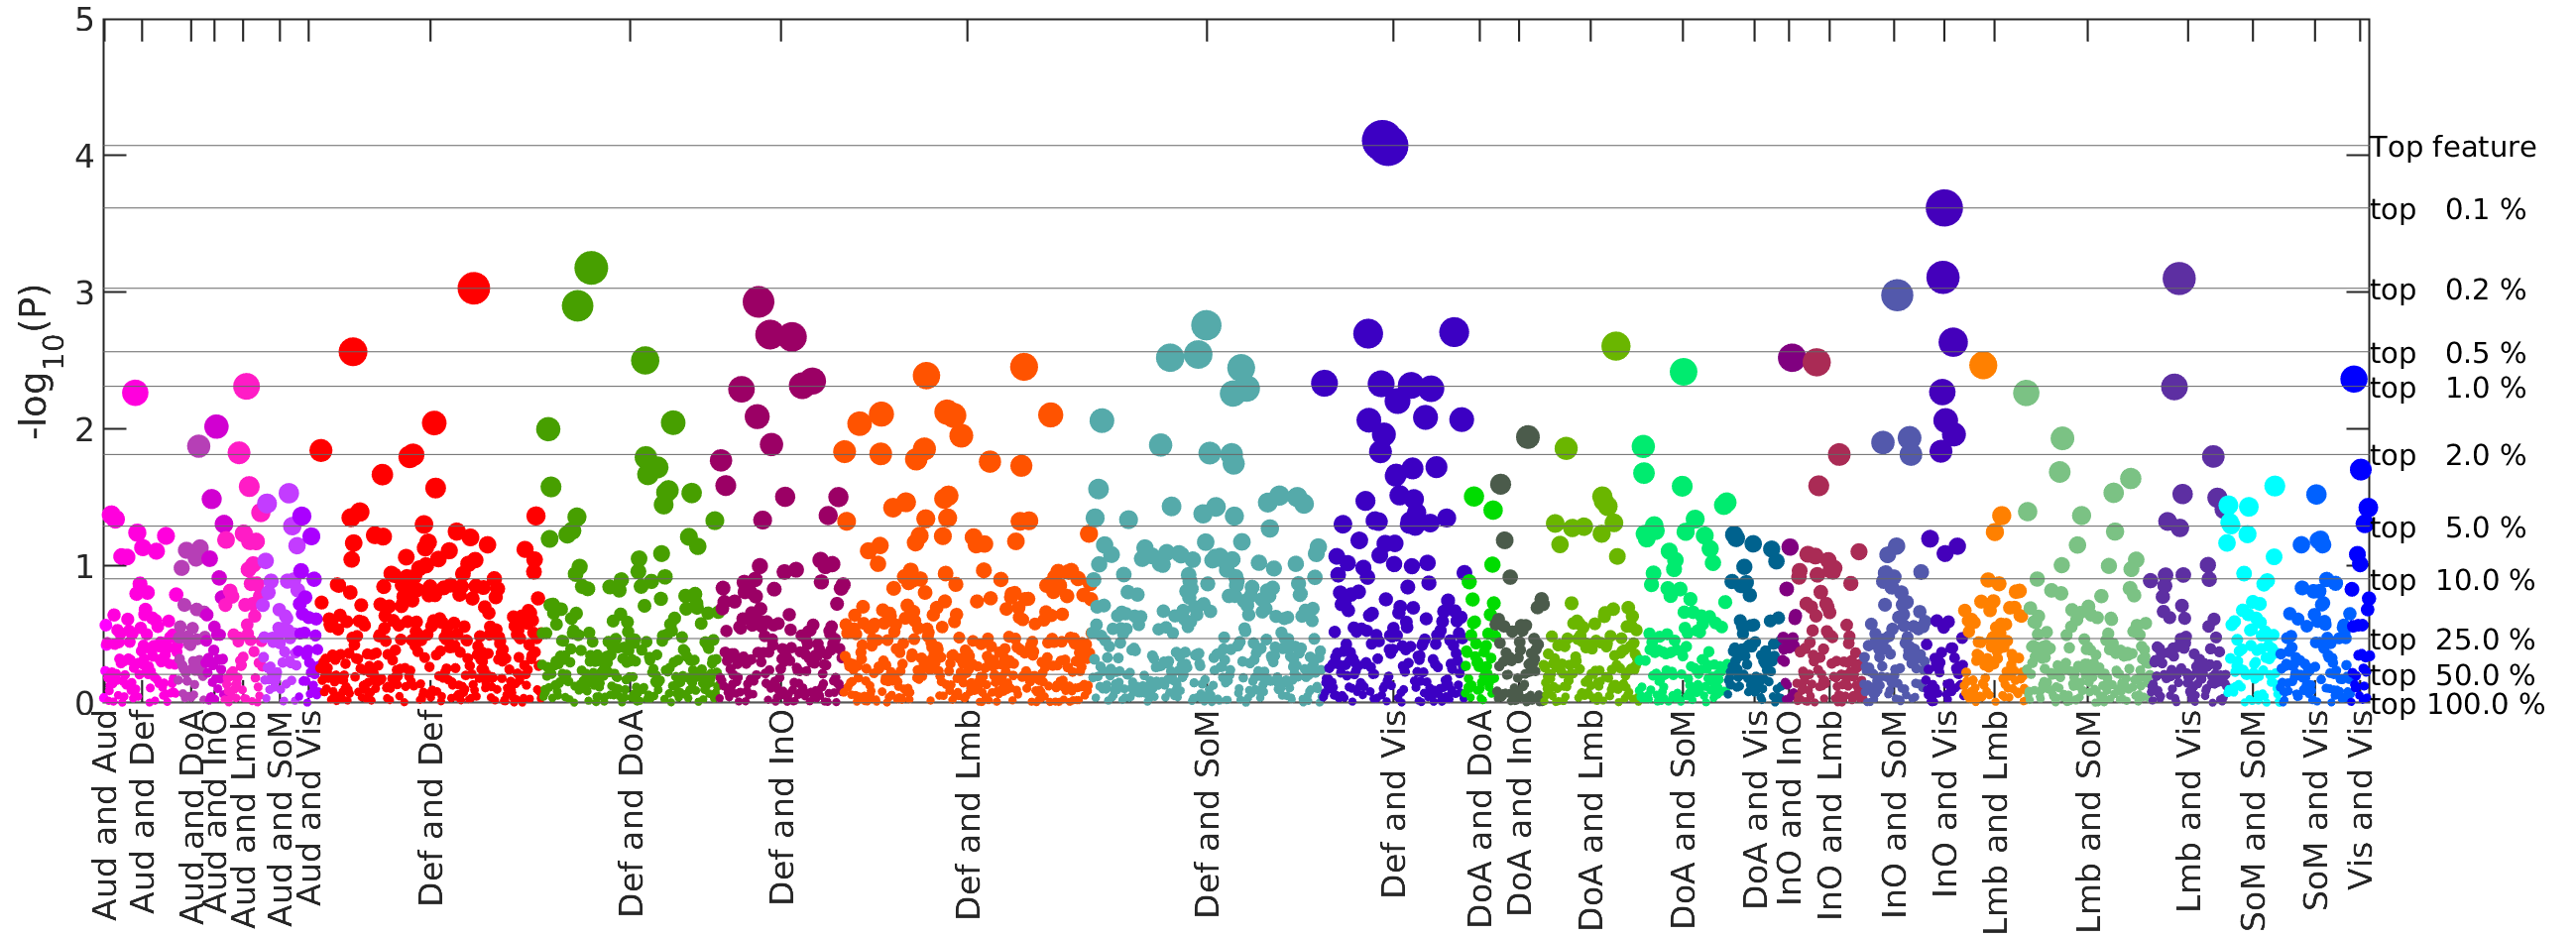 5
4
3
2
1
0
-log10(P)
Top feature
top 0.1 %
top 0.2 %
top 0.5 %
top 1.0 %
top 2.0 %
top 5.0 %
top 10.0 %
top 25.0 %
top 50.0 %
top 100.0 %
Aud and Aud
Aud and Def
Aud and DoA
Aud and InO
Aud and Lmb
Aud and SoM
Aud and Vis
Def and Def
Def and DoA
Def and InO
Def and Lmb
Def and SoM
Def and Vis
DoA and DoA
DoA and InO
DoA and Lmb
DoA and SoM
DoA and Vis
InO and InO
InO and Lmb
InO and SoM
InO and Vis
Lmb and Lmb
Lmb and SoM
Lmb and Vis
SoM and SoM
SoM and Vis
Vis and Vis